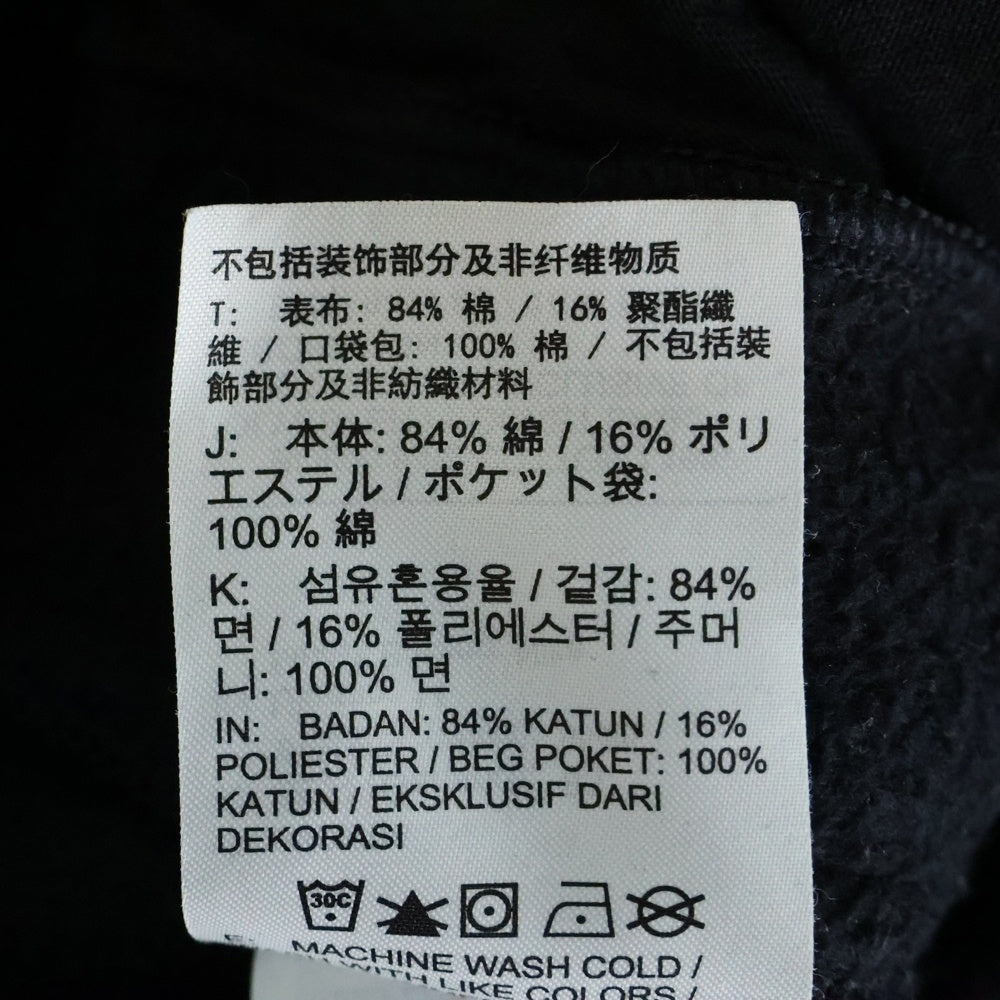 不包括装饰部分及非纤维物质
T: 表布: 84% 棉 / 16% 聚酯纖
維 / 口袋包: 100% 棉 / 不包括裝
飾部分及非紡織材料
J: 本体: 84% 綿 / 16% ポリ
エステル / ポケット袋:
100% 綿
K: 섬유혼용율 / 겉감: 84%
면 / 16% 폴리에스터 / 주머
니: 100% 면
IN: BADAN: 84% KATUN / 16%
POLIESTER / BEG POKET: 100%
KATUN / EKSKLUSIF DARI
DEKORASI
30C
MACHINE WASH COLD /
WITH LIKE COLORS /